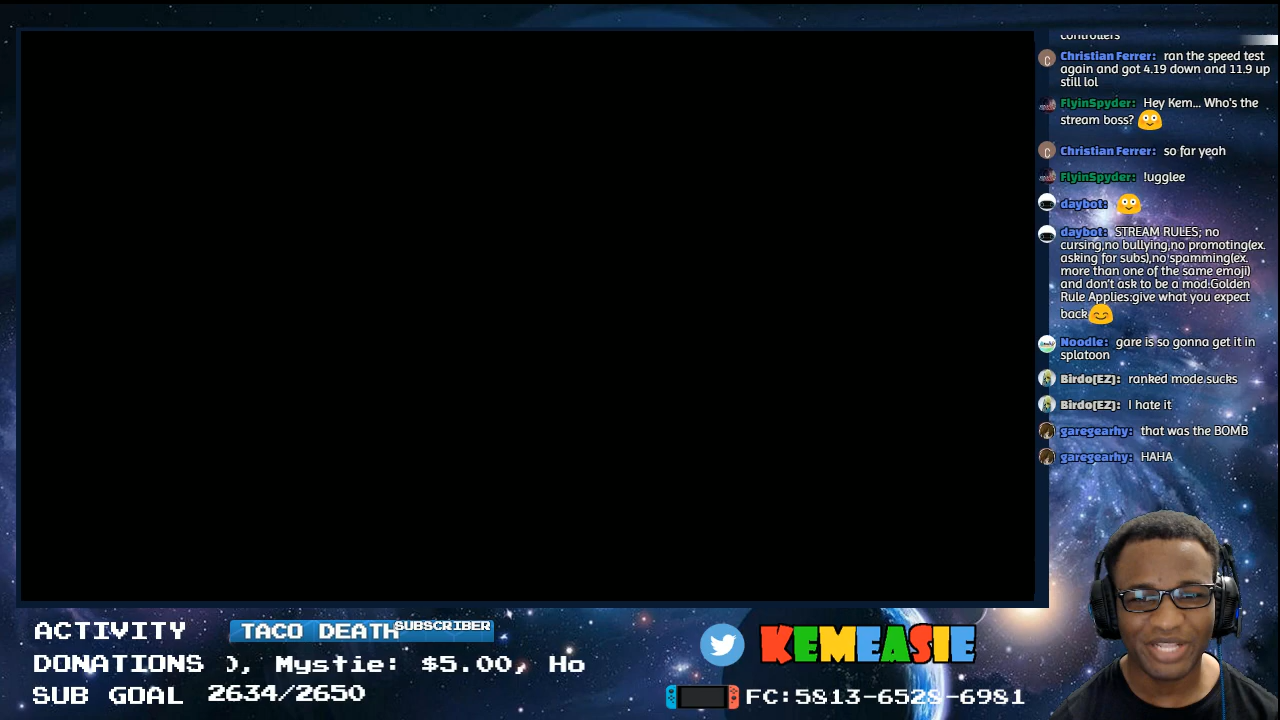 controllers
Christian Ferrer: ran the speed test
again and got 4.19 down and 11.9 up
still lol
FlyinSpyder: Hey Kem... Who's the
stream boss?
Christian Ferrer: so far yeah
FlyinSpyder: !ugglee
daybot:
daybot: STREAM RULES; no
cursing,no bullying,no promoting(ex.
asking for subs),no spamming(ex.
more than one of the same emoji)
and don't ask to be a mod:Golden
Rule Applies:give what you expect
back
Noodle: gare is so gonna get it in
splatoon
Birdo[EZ]: ranked mode sucks
Birdo[EZ]: I hate it
garegearhy: that was the BOMB
garegearhy: HAHA
ACTIVITY TACO DEATH SUBSCRIBER
DONATIONS ), Mystie: $5.00, Ho
SUB GOAL 2634/2650
KEMEASIE
FC:5813-6528-6981